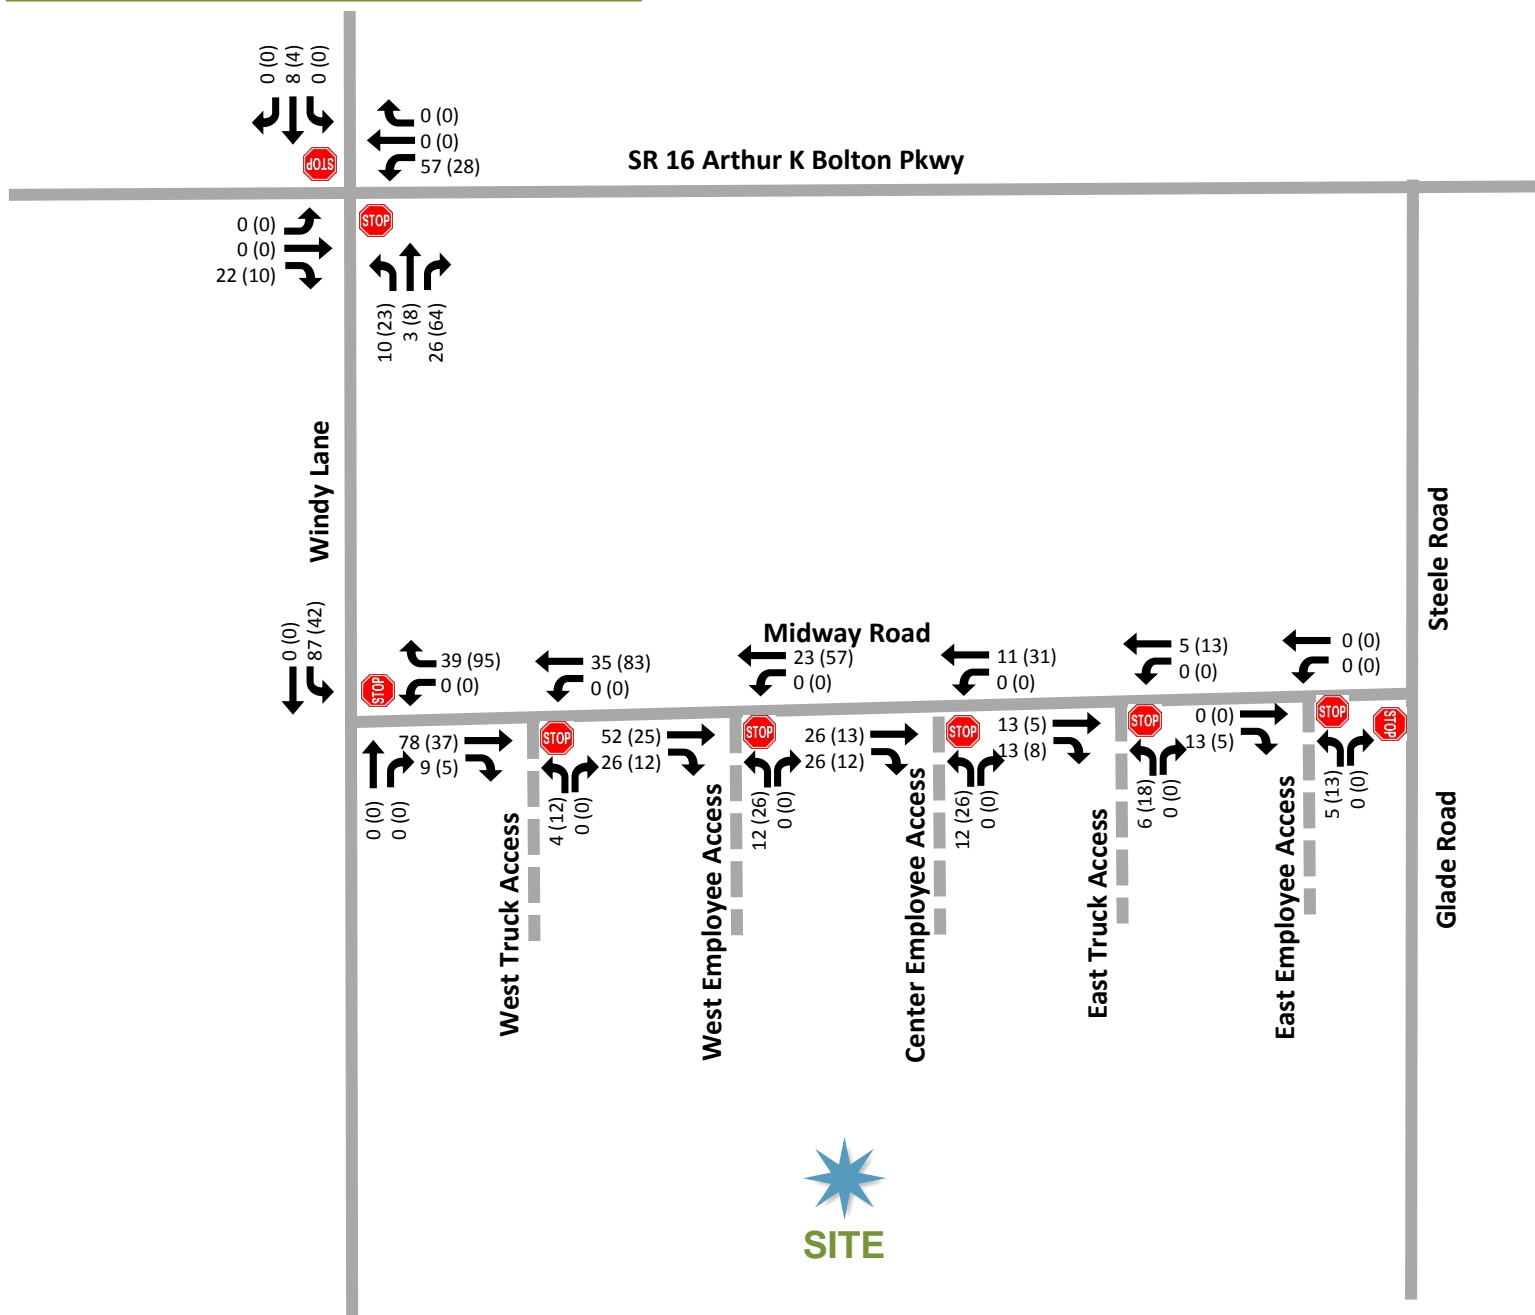 0 (0)
8 (4)
0 (0)
0 (0)
0 (0)
57 (28)
STOP
SR 16 Arthur K Bolton Pkwy
STOP
0 (0)
0 (0)
22 (10)
10 (23)
3 (8)
26 (64)
Windy Lane
Steele Road
0 (0)
87 (42)
Midway Road
STOP
39 (95)
0 (0)
35 (83)
0 (0)
23 (57)
0 (0)
11 (31)
0 (0)
5 (13)
0 (0)
0 (0)
0 (0)
0 (0)
0 (0)
78 (37)
9 (5)
STOP
4 (12)
0 (0)
52 (25)
26 (12)
STOP
12 (26)
0 (0)
26 (13)
26 (12)
STOP
12 (26)
0 (0)
13 (5)
13 (8)
STOP
6 (18)
0 (0)
0 (0)
13 (5)
STOP
5 (13)
0 (0)
STOP
West Truck Access
West Employee Access
Center Employee Access
East Truck Access
East Employee Access
Glade Road
SITE